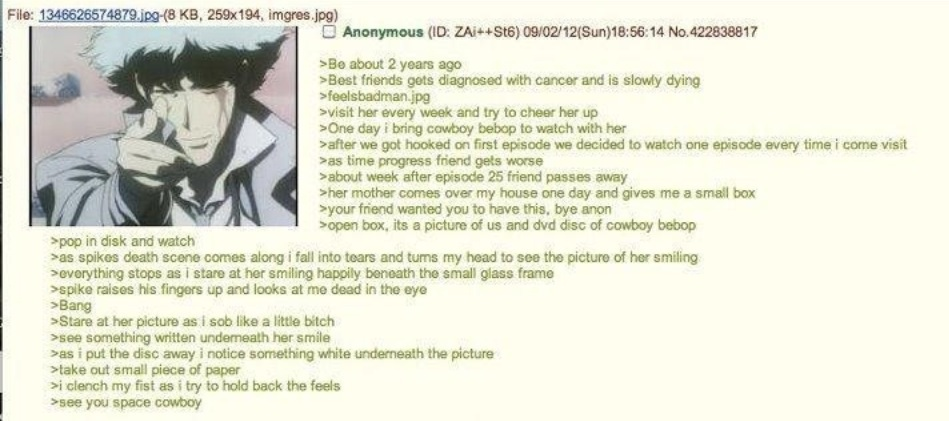 File: 1346626574879.jpg-(8 KB, 259x194, imgres.jpg)
Anonymous (ID: ZAi++St6) 09/02/12(Sun)18:56:14 No.422838817
>Be about 2 years ago
>Best friends gets diagnosed with cancer and is slowly dying
>feelsbadman.jpg
>visit her every week and try to cheer her up
>One day i bring cowboy bebop to watch with her
>after we got hooked on first episode we decided to watch one episode every time i come visit
>as time progress friend gets worse
>about week after episode 25 friend passes away
>her mother comes over my house one day and gives me a small box
>your friend wanted you to have this, bye anon
>open box, its a picture of us and dvd disc of cowboy bebop
>pop in disk and watch
>as spikes death scene comes along i fall into tears and turns my head to see the picture of her smiling
>everything stops as i stare at her smiling happily beneath the small glass frame
>spike raises his fingers up and looks at me dead in the eye
>Bang
>Stare at her picture as i sob like a little bitch
>see something written underneath her smile
>as i put the disc away i notice something white underneath the picture
>take out small piece of paper
>i clench my fist as i try to hold back the feels
>see you space cowboy